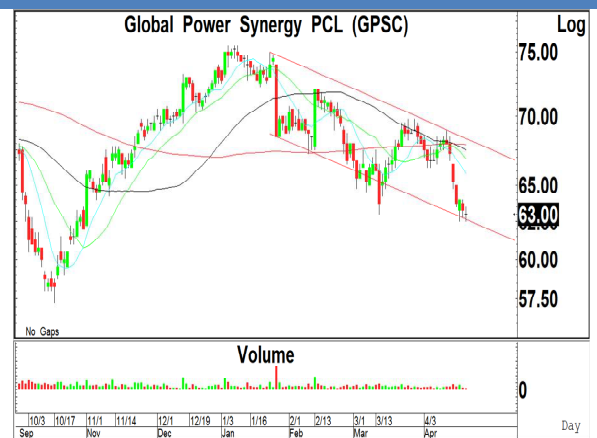 Global Power Synergy PCL (GPSC)
Log
75.00
70.00
65.00
63.00
60.00
57.50
No Gaps
Volume
0
10/3 10/17 11/1 11/14 12/1 12/19 1/3 1/16 2/1 2/13 3/1 3/13 4/3
Sep Nov Dec Jan Feb Mar Apr
Day